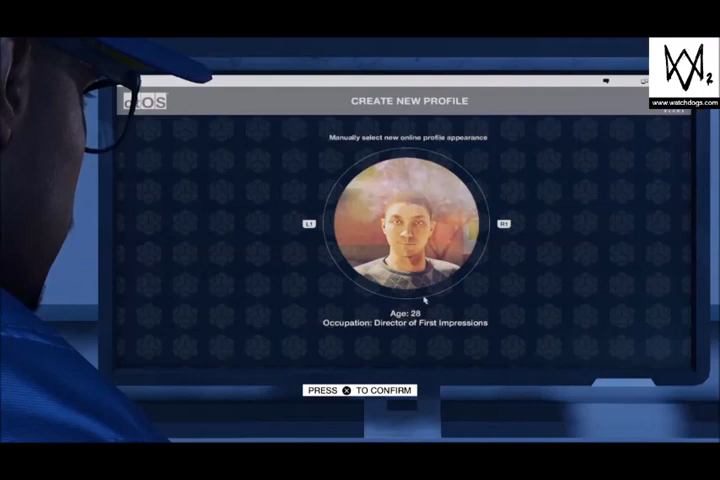 2
www.watchdogs.com
ctOS
CREATE NEW PROFILE
Manually select new online profile appearance
L1
R1
Age: 28
Occupation: Director of First Impressions
PRESS X TO CONFIRM